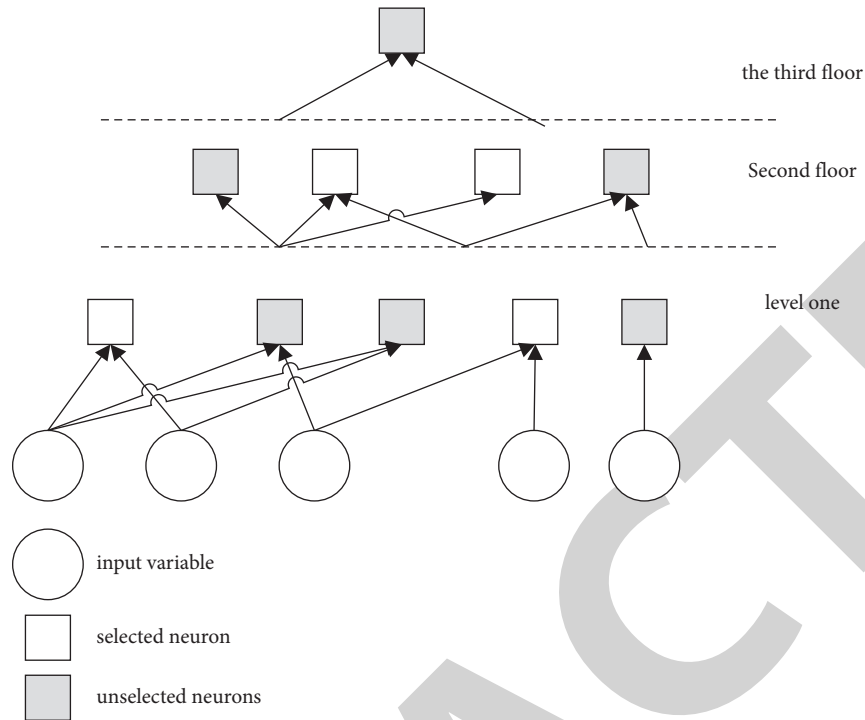 the third floor
Second floor
level one
input variable
selected neuron
unselected neurons